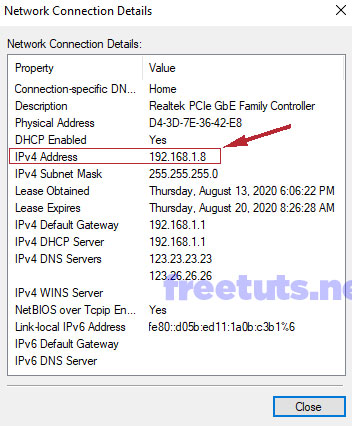 Network Connection Details
Network Connection Details:
Property Value
Connection-specific DN... Home
Description Realtek PCIe GbE Family Controller
Physical Address D4-3D-7E-36-42-E8
DHCP Enabled Yes
IPv4 Address 192.168.1.8
IPv4 Subnet Mask 255.255.255.0
Lease Obtained Thursday, August 13, 2020 6:06:22 PM
Lease Expires Thursday, August 20, 2020 8:26:28 AM
IPv4 Default Gateway 192.168.1.1
IPv4 DHCP Server 192.168.1.1
IPv4 DNS Servers 123.23.23.23
123.26.26.26
freetuts.ne
IPv4 WINS Server
NetBIOS over Tcpip En... Yes
Link-local IPv6 Address fe80::d05b:ed11:1a0b:c3b1%6
IPv6 Default Gateway
IPv6 DNS Server
Close